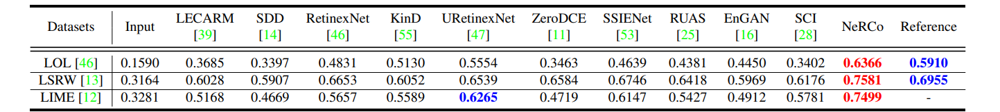 Datasets Input LECARM [39] SDD [14] RetinexNet [46] KinD [55] URetinexNet [47] ZeroDCE [11] SSIENet [53] RUAS [25] EnGAN [16] SCI [28] NeRCo Reference
LOL [46] 0.1590 0.3685 0.3397 0.4831 0.5130 0.5554 0.3463 0.4639 0.4381 0.4450 0.3402 0.6366 0.5910
LSRW [13] 0.3164 0.6028 0.5907 0.6653 0.6052 0.6539 0.6584 0.6746 0.6418 0.5969 0.6176 0.7581 0.6955
LIME [12] 0.3281 0.5168 0.4669 0.5657 0.5589 0.6265 0.4719 0.6147 0.5427 0.4912 0.5781 0.7499 -